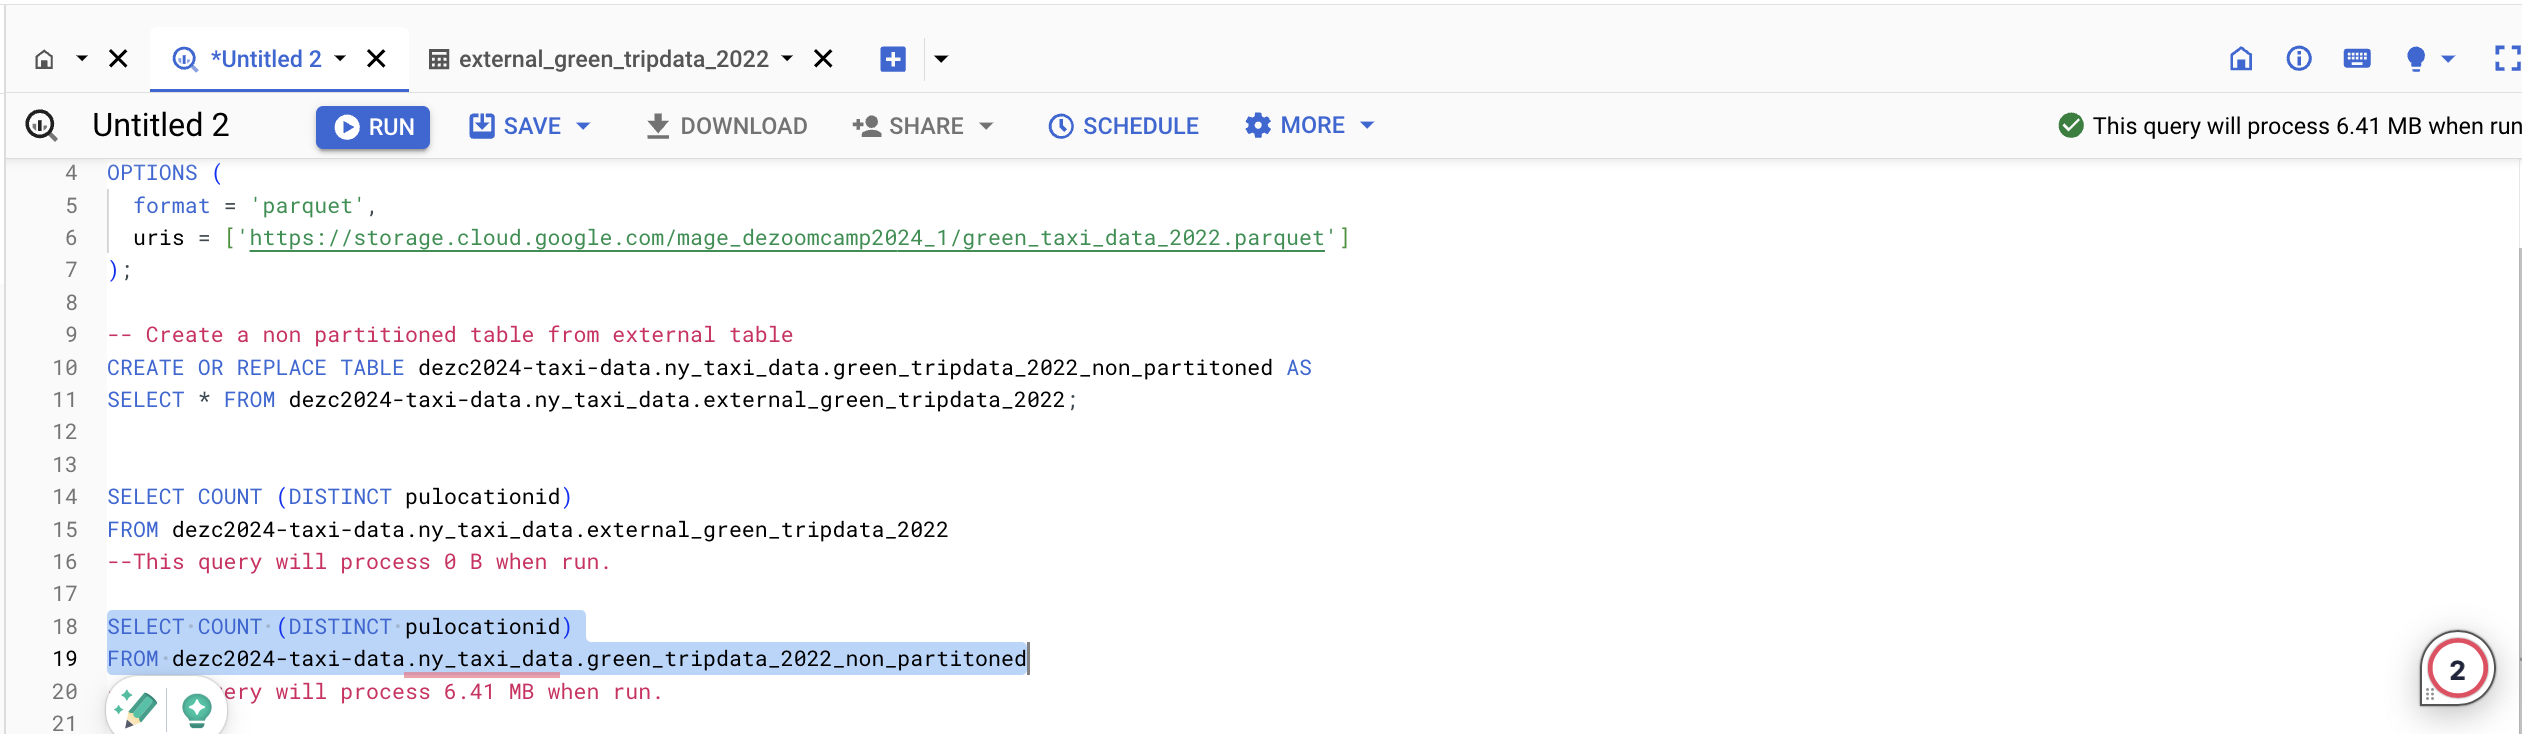 *Untitled 2
external_green_tripdata_2022
Untitled 2
RUN
SAVE
DOWNLOAD
SHARE
SCHEDULE
MORE
This query will process 6.41 MB when run
4 OPTIONS (
5 format = 'parquet',
6 uris = ['https://storage.cloud.google.com/mage_dezoomcamp2024_1/green_taxi_data_2022.parquet']
7 );
8
9 -- Create a non partitioned table from external table
10 CREATE OR REPLACE TABLE dezc2024-taxi-data.ny_taxi_data.green_tripdata_2022_non_partitoned AS
11 SELECT * FROM dezc2024-taxi-data.ny_taxi_data.external_green_tripdata_2022;
12
13
14 SELECT COUNT (DISTINCT pulocationid)
15 FROM dezc2024-taxi-data.ny_taxi_data.external_green_tripdata_2022
16 --This query will process 0 B when run.
17
18 SELECT COUNT (DISTINCT pulocationid)
19 FROM dezc2024-taxi-data.ny_taxi_data.green_tripdata_2022_non_partitoned
20 ery will process 6.41 MB when run.
21
2